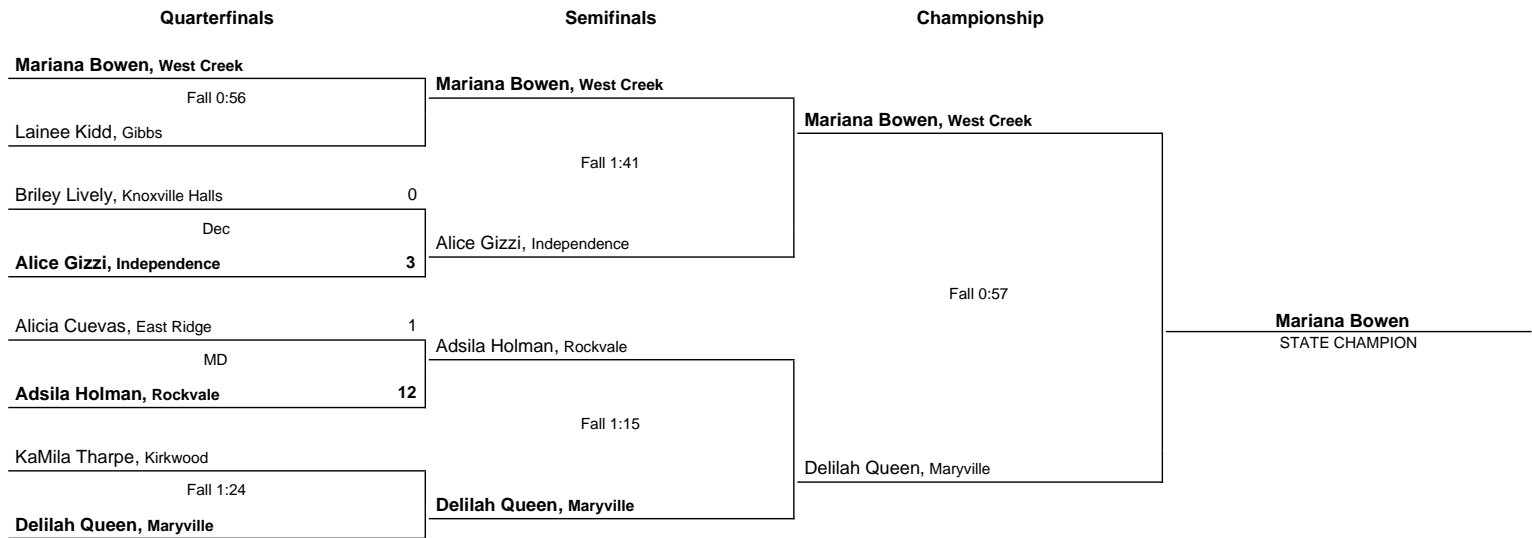 Quarterfinals Semifinals Championship
Mariana Bowen, West Creek
Fall 0:56
Lainee Kidd, Gibbs
Briley Lively, Knoxville Halls 0
Dec
Alice Gizzi, Independence 3
Alicia Cuevas, East Ridge 1
MD
Adsila Holman, Rockvale 12
KaMila Tharpe, Kirkwood
Fall 1:24
Delilah Queen, Maryville
Mariana Bowen, West Creek
Fall 1:41
Alice Gizzi, Independence
Adsila Holman, Rockvale
Fall 1:15
Delilah Queen, Maryville
Mariana Bowen, West Creek
Fall 0:57
Delilah Queen, Maryville
Mariana Bowen
STATE CHAMPION